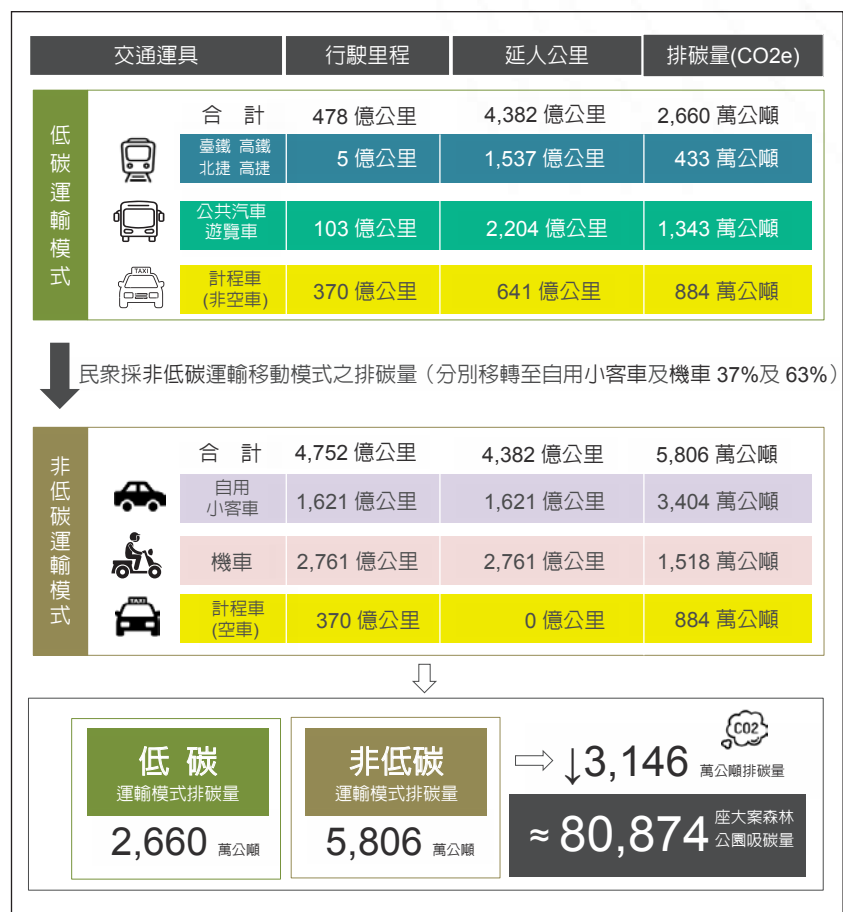 交通運具 行駛里程 延人公里 排碳量(CO2e)
低碳運輸模式
合 計 478 億公里 4,382 億公里 2,660 萬公噸
臺鐵 高鐵
北捷 高捷
5 億公里 1,537 億公里 433 萬公噸
公共汽車
遊覽車
103 億公里 2,204 億公里 1,343 萬公噸
TAXI
計程車
(非空車)
370 億公里 641 億公里 884 萬公噸
民眾採非低碳運輸移動模式之排碳量（分別移轉至自用小客車及機車 37%及 63%）
非低碳運輸模式
合 計 4,752 億公里 4,382 億公里 5,806 萬公噸
自用
小客車
1,621 億公里 1,621 億公里 3,404 萬公噸
機車 2,761 億公里 2,761 億公里 1,518 萬公噸
TAXI
計程車
(空車)
370 億公里 0 億公里 884 萬公噸
低 碳
運輸模式排碳量
2,660 萬公噸
非低碳
運輸模式排碳量
5,806 萬公噸
CO2
↓3,146 萬公噸排碳量
≈ 80,874 座大案森林
公園吸碳量